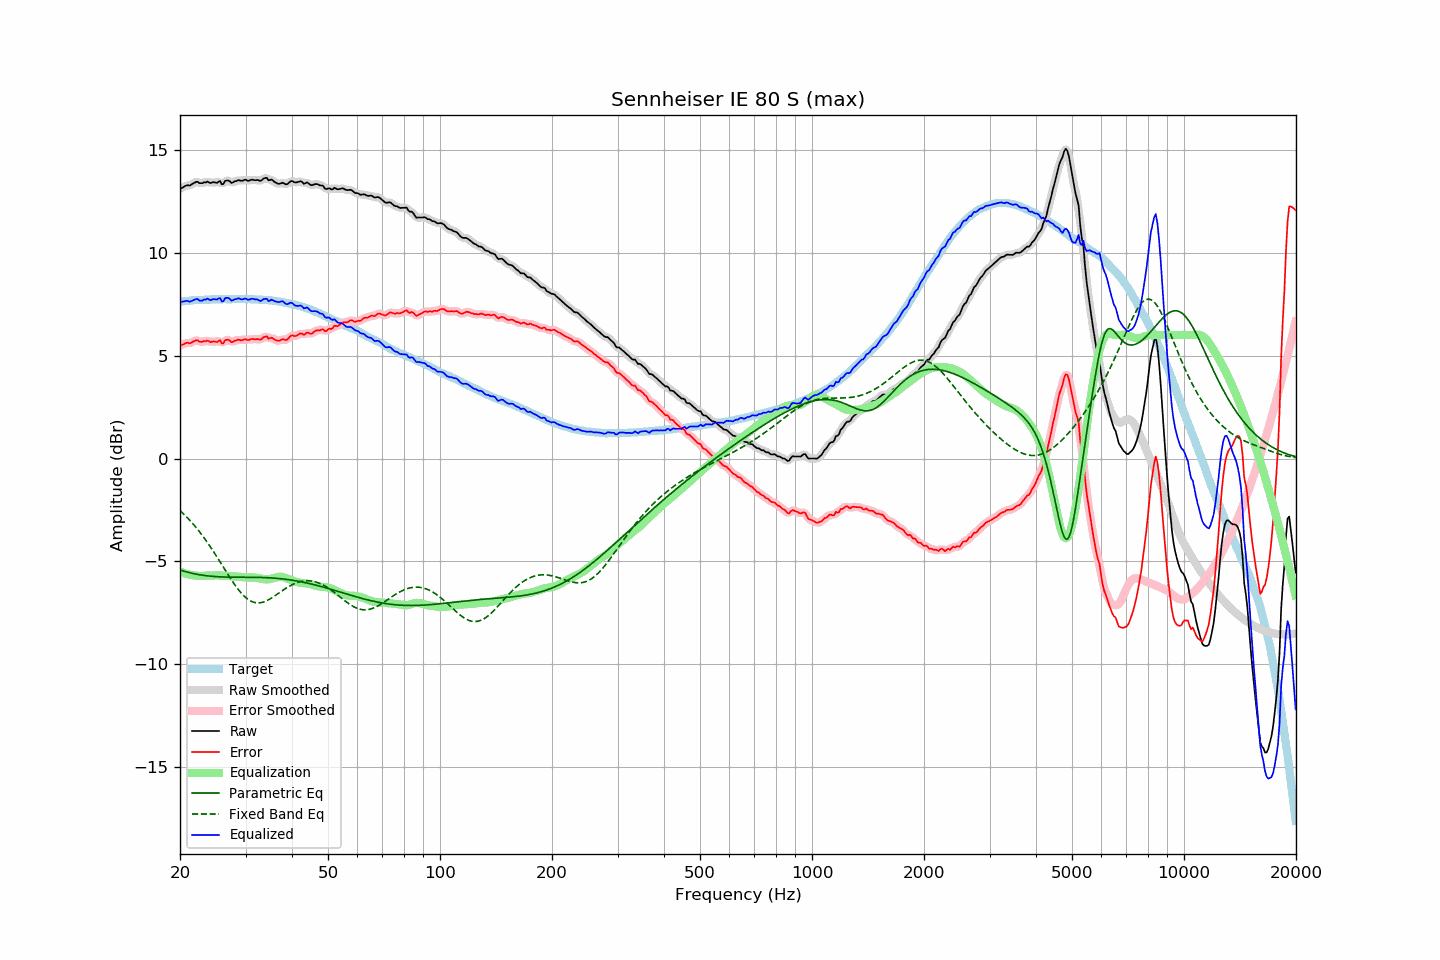 Sennheiser IE 80 S (max)
Amplitude (dBr)
15
10
5
0
−5
−10
−15
Target
Raw Smoothed
Error Smoothed
Raw
Error
Equalization
Parametric Eq
Fixed Band Eq
Equalized
20 50 100 200 500 1000 2000 5000 10000 20000
Frequency (Hz)